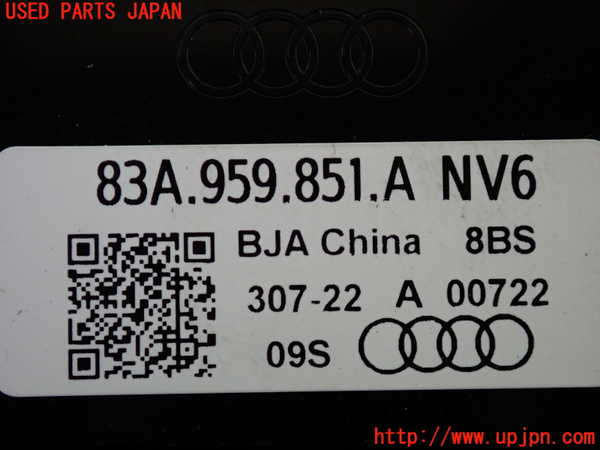 USED PARTS JAPAN
83A.959.851.A NV6
BJA China 8BS
307-22 A 00722
09S
http://www.upjpn.com/